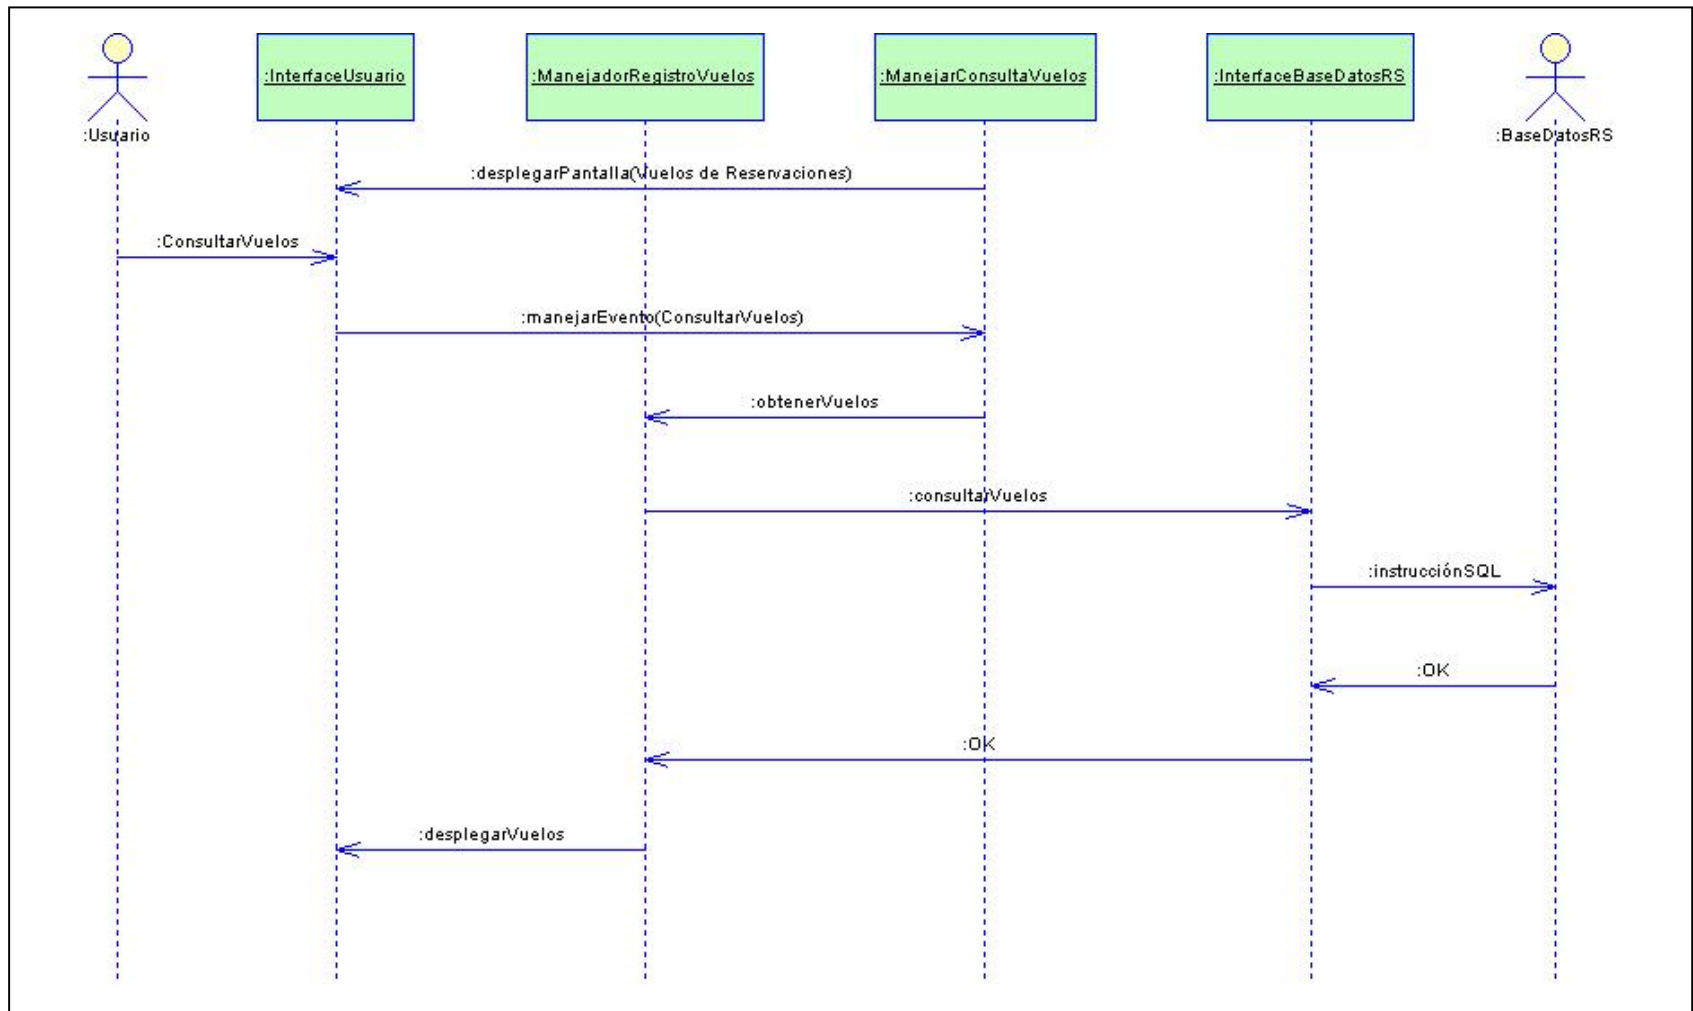 :InterfaceUsuario
:ManejadorRegistroVuelos
:ManejarConsultaVuelos
:InterfaceBaseDatosRS
:Usuario
:BaseDatosRS
:desplegarPantalla(Vuelos de Reservaciones)
:ConsultarVuelos
:manejarEvento(ConsultarVuelos)
:obtenerVuelos
:consultarVuelos
:instrucciónSQL
:OK
:OK
:desplegarVuelos